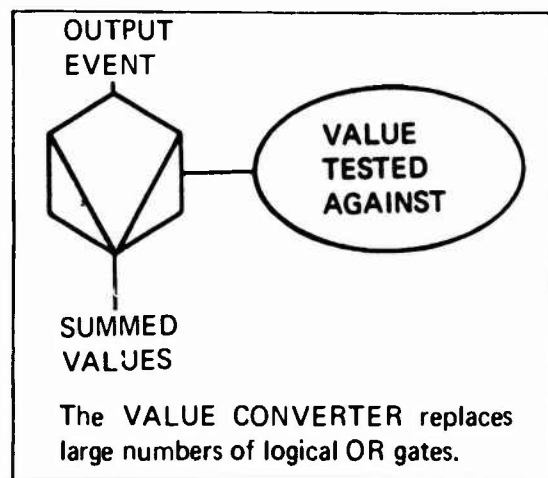 OUTPUT
EVENT
VALUE
TESTED
AGAINST
SUMMED
VALUES
The VALUE CONVERTER replaces
large numbers of logical OR gates.